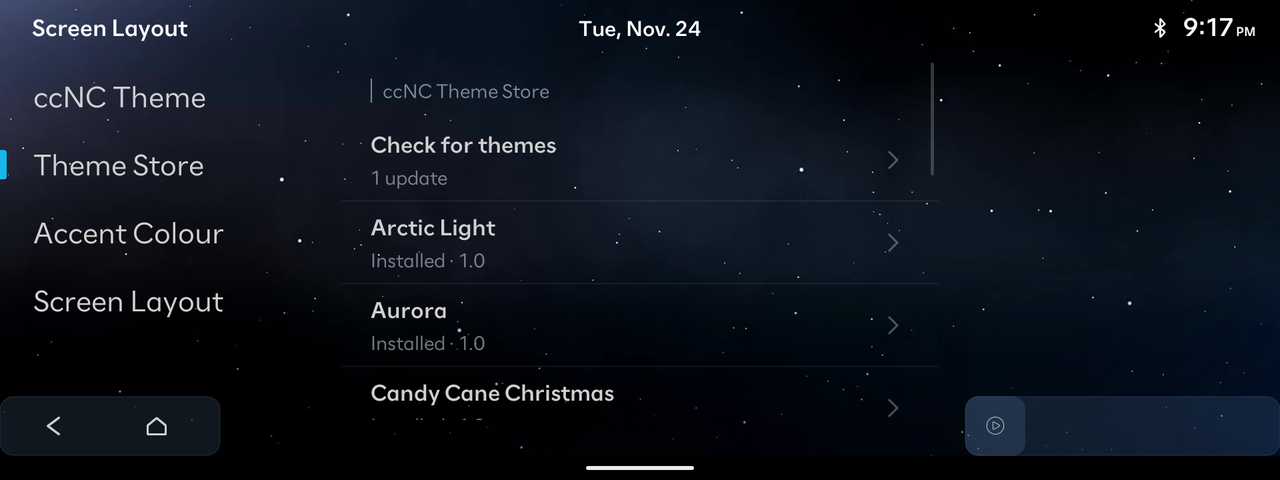 Screen Layout
Tue, Nov. 24
9:17 PM
ccNC Theme
Theme Store
Accent Colour
Screen Layout
ccNC Theme Store
Check for themes
1 update
Arctic Light
Installed · 1.0
Aurora
Installed · 1.0
Candy Cane Christmas